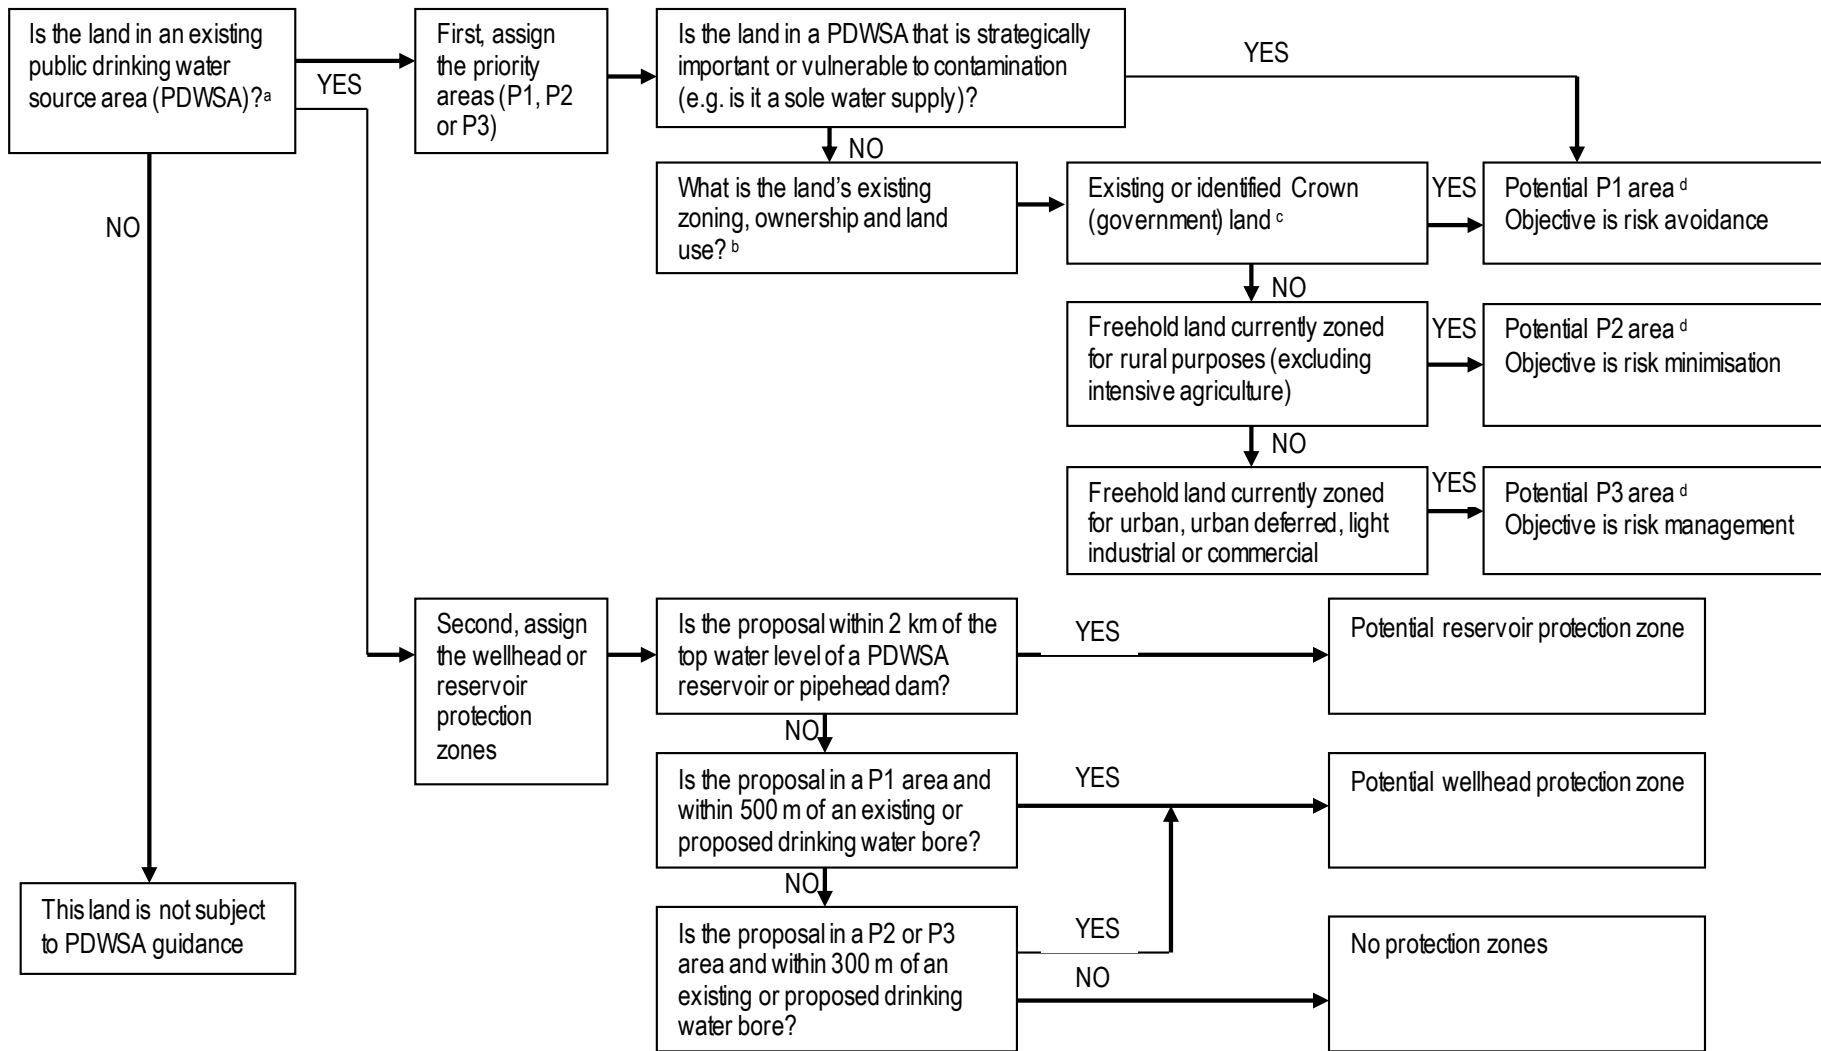 Is the land in an existing
public drinking water
source area (PDWSA)? a
YES
First, assign
the priority
areas (P1, P2
or P3)
Is the land in a PDWSA that is strategically
important or vulnerable to contamination
(e.g. is it a sole water supply)?
YES
NO
NO
What is the land's existing
zoning, ownership and land
use? b
Existing or identified Crown
(government) land c
YES
Potential P1 area d
Objective is risk avoidance
NO
Freehold land currently zoned
for rural purposes (excluding
intensive agriculture)
YES
Potential P2 area d
Objective is risk minimisation
NO
Freehold land currently zoned
for urban, urban deferred, light
industrial or commercial
YES
Potential P3 area d
Objective is risk management
Second, assign
the wellhead or
reservoir
protection
zones
Is the proposal within 2 km of the
top water level of a PDWSA
reservoir or pipehead dam?
YES
Potential reservoir protection zone
NO
Is the proposal in a P1 area and
within 500 m of an existing or
proposed drinking water bore?
YES
Potential wellhead protection zone
NO
This land is not subject
to PDWSA guidance
Is the proposal in a P2 or P3
area and within 300 m of an
existing or proposed drinking
water bore?
YES
NO
No protection zones